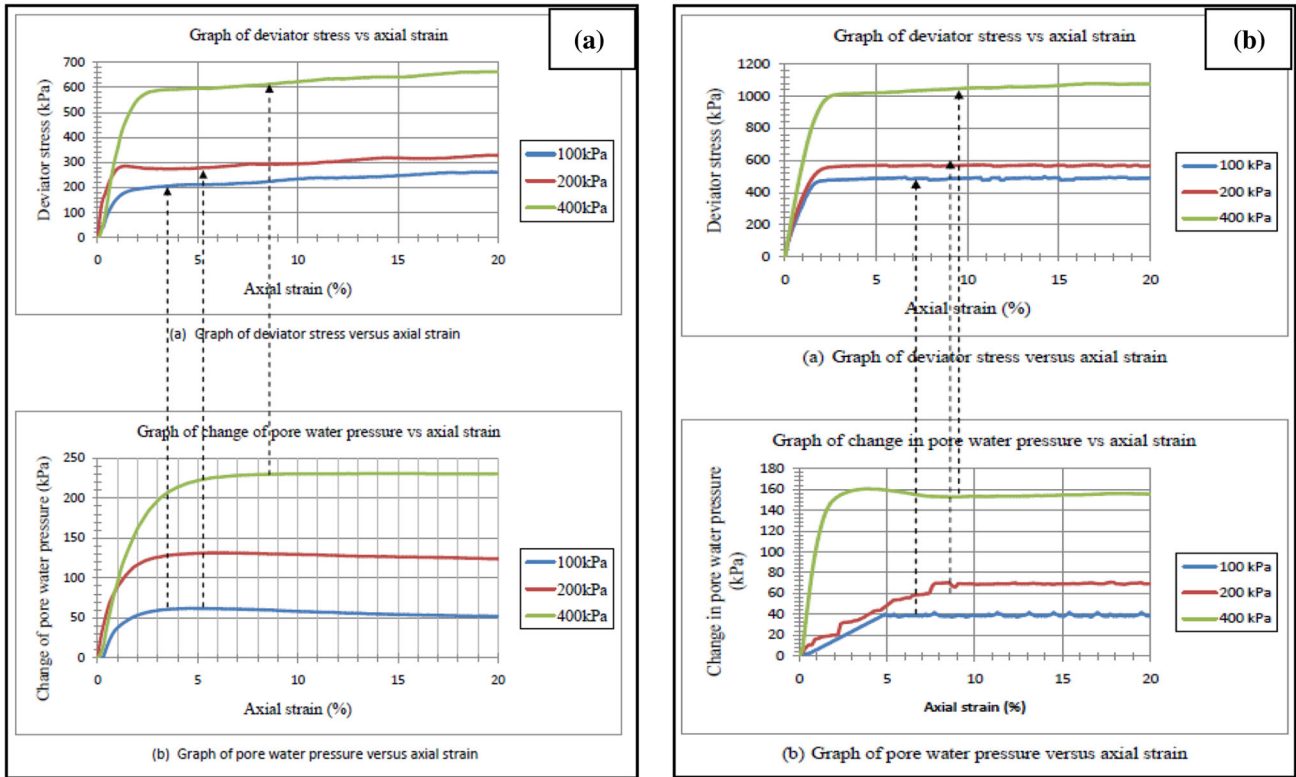 (a)
Graph of deviator stress vs axial strain
700
600
500
400
300
200
100
0
Deviator stress (kPa)
0 5 10 15 20
Axial strain (%)
100kPa
200kPa
400kPa
(a) Graph of deviator stress versus axial strain
Graph of change of pore water pressure vs axial strain
250
200
150
100
50
0
Change of pore water pressure (kPa)
0 5 10 15 20
Axial strain (%)
100kPa
200kPa
400kPa
(b) Graph of pore water pressure versus axial strain
(b)
Graph of deviator stress vs axial strain
1200
1000
800
600
400
200
0
Deviator stress (kPa)
0 5 10 15 20
Axial strain (%)
100 kPa
200 kPa
400 kPa
(a) Graph of deviator stress versus axial strain
Graph of change in pore water pressure vs axial strain
180
160
140
120
100
80
60
40
20
0
Change in pore water pressure
(kPa)
0 5 10 15 20
Axial strain (%)
100 kPa
200 kPa
400 kPa
(b) Graph of pore water pressure versus axial strain